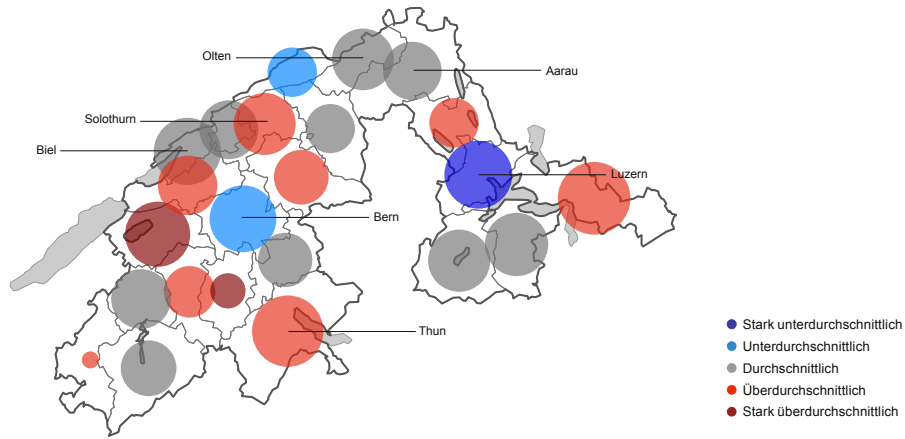 Olten
Aarau
Solothurn
Biel
Luzern
Bern
Thun
Stark unterdurchschnittlich
Unterdurchschnittlich
Durchschnittlich
Überdurchschnittlich
Stark überdurchschnittlich